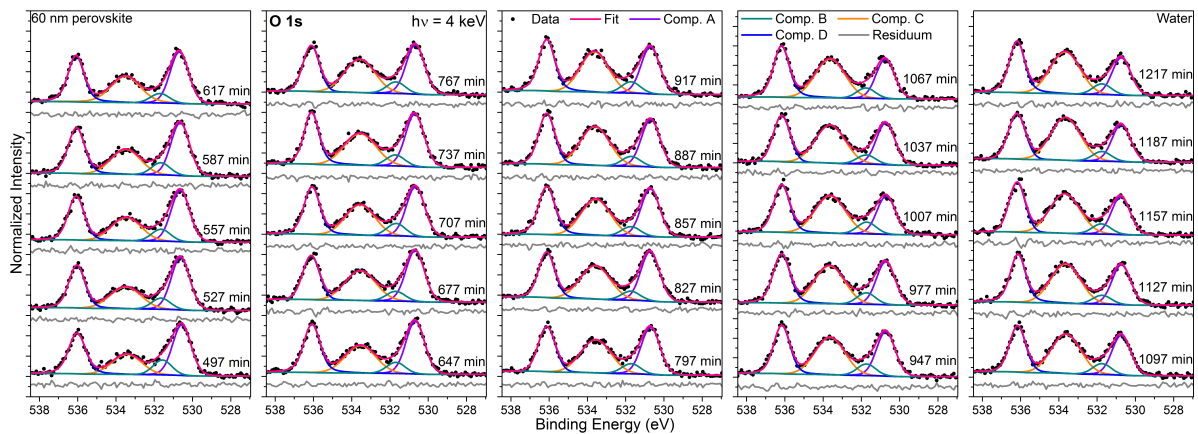 60 nm perovskite
O 1s
hν = 4 keV
Data
Fit
Comp. A
Comp. B
Comp. C
Comp. D
Residuum
Water
Normalized Intensity
617 min
587 min
557 min
527 min
497 min
767 min
737 min
707 min
677 min
647 min
917 min
887 min
857 min
827 min
797 min
1067 min
1037 min
1007 min
977 min
947 min
1217 min
1187 min
1157 min
1127 min
1097 min
538 536 534 532 530 528
538 536 534 532 530 528
538 536 534 532 530 528
538 536 534 532 530 528
538 536 534 532 530 528
Binding Energy (eV)